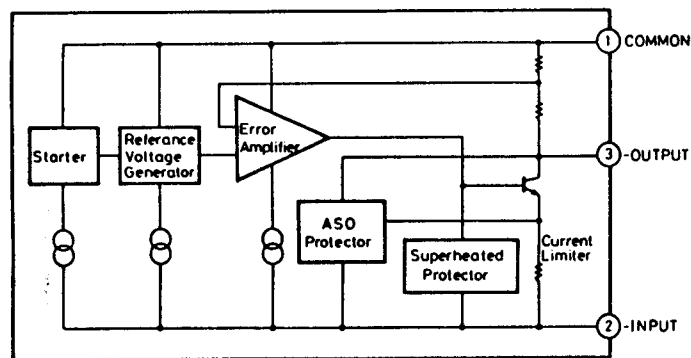 1 COMMON
Starter
Referance
Voltage
Generator
Error
Amplifier
3 -OUTPUT
ASO
Protector
Superheated
Protector
Current
Limiter
2 -INPUT